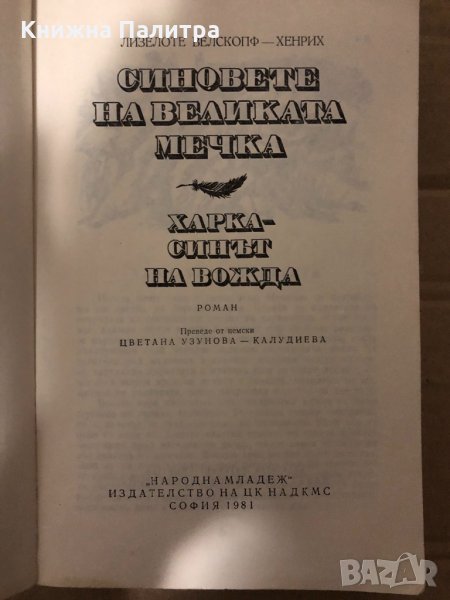 Книжна Палитра
ЛИЗЕЛОТЕ ВЕЛСКОПФ — ХЕНРИХ
СИНОВЕТЕ
НА ВЕЛИКАТА
МЕЧКА
ХАРКА-
СИНЪТ
НА ВОЖДА
РОМАН
Преведе от немски
ЦВЕТАНА УЗУНОВА — КАЛУДИЕВА
„НАРОДНА МЛАДЕЖ"
ИЗДАТЕЛСТВО НА ЦК НА ДКМС
СОФИЯ 1981
BAZAR